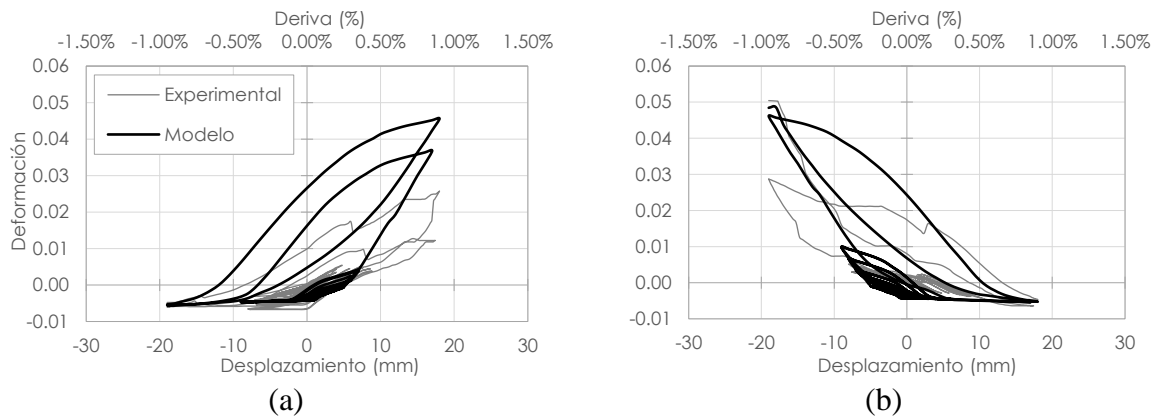 Deriva (%)
-1.50% -1.00% -0.50% 0.00% 0.50% 1.00% 1.50%
0.06
0.05
0.04
0.03
0.02
0.01
0.00
-0.01
Deformación
Experimental
Modelo
-30 -20 -10 0 10 20 30
Desplazamiento (mm)
(a)
Deriva (%)
-1.50% -1.00% -0.50% 0.00% 0.50% 1.00% 1.50%
0.06
0.05
0.04
0.03
0.02
0.01
0.00
-0.01
-30 -20 -10 0 10 20 30
Desplazamiento (mm)
(b)